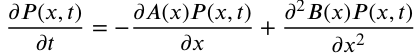 ∂P(x, t)/∂t = − ∂A(x)P(x, t)/∂x + ∂²B(x)P(x, t)/∂x²